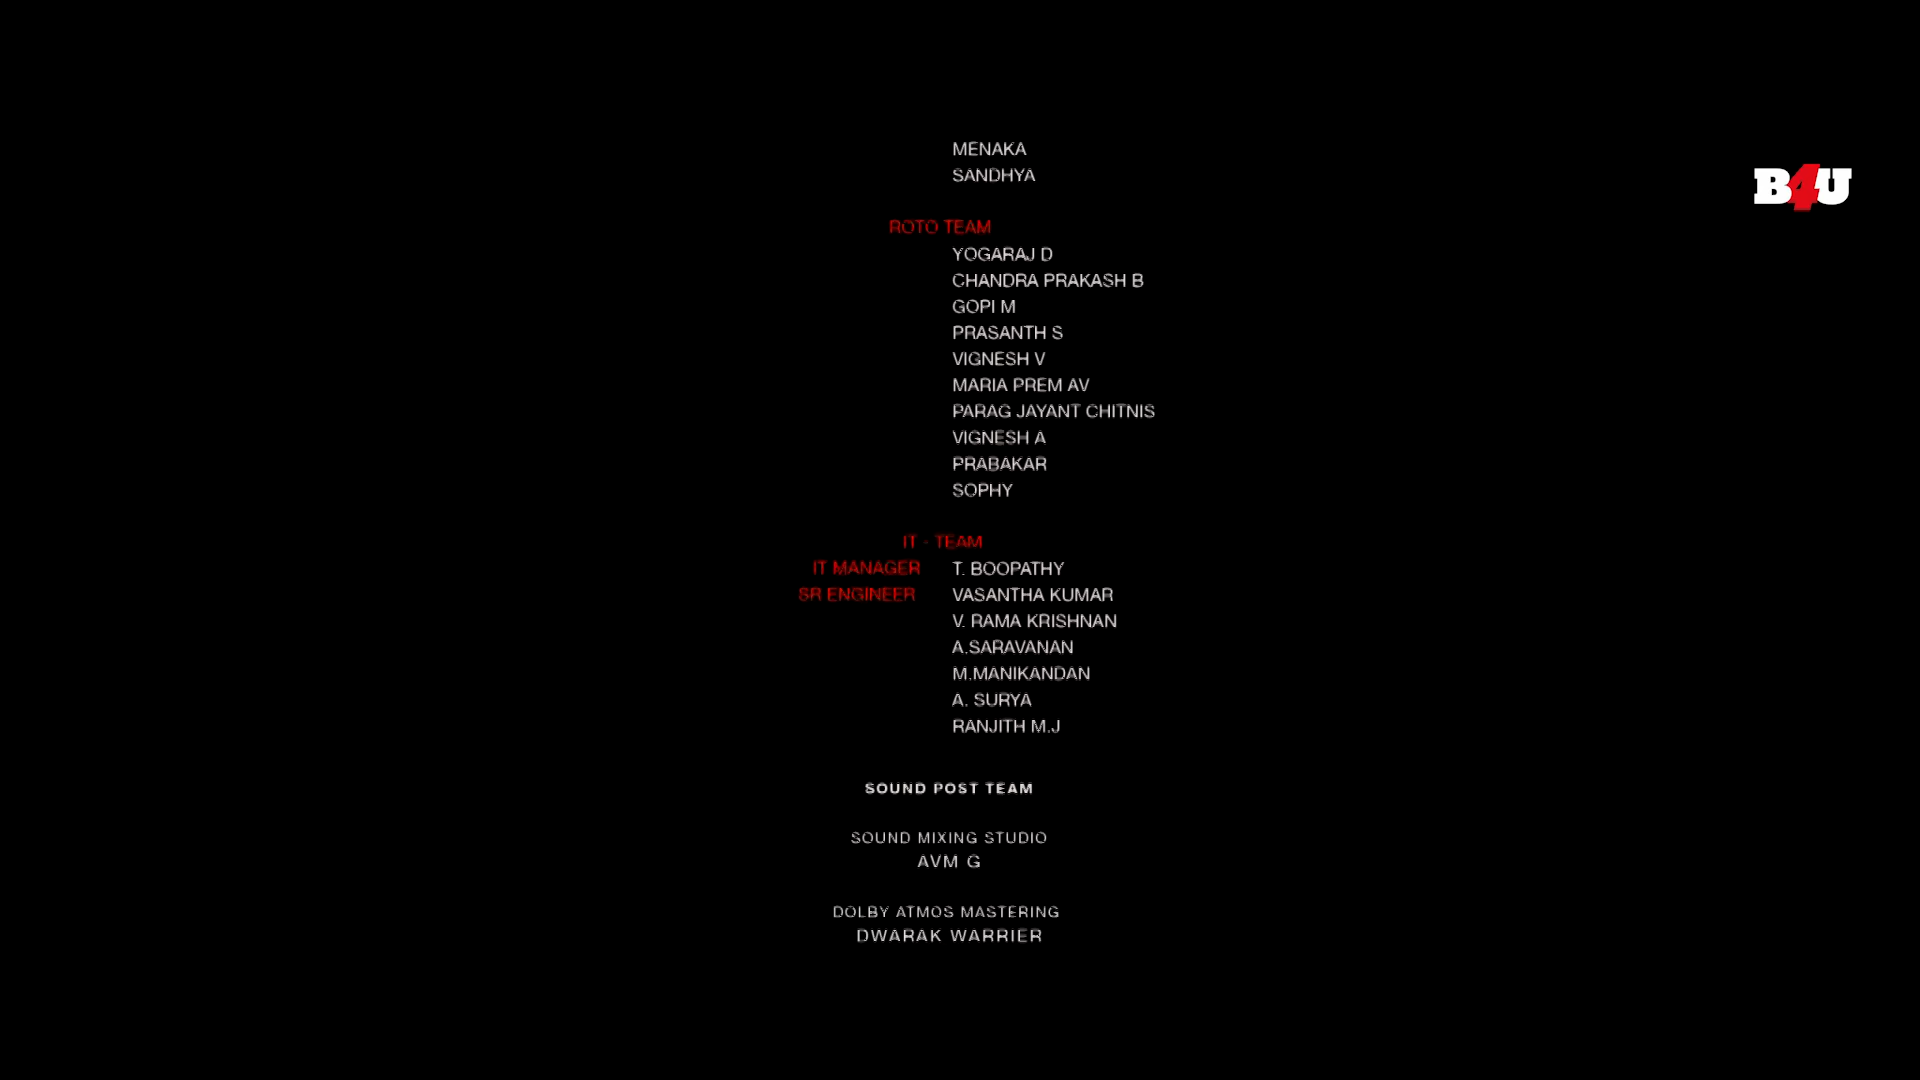 MENAKA
SANDHYA
B4U
ROTO TEAM
YOGARAJ D
CHANDRA PRAKASH B
GOPI M
PRASANTH S
VIGNESH V
MARIA PREM AV
PARAG JAYANT CHITNIS
VIGNESH A
PRABAKAR
SOPHY
IT - TEAM
IT MANAGER T. BOOPATHY
SR ENGINEER VASANTHA KUMAR
V. RAMA KRISHNAN
A.SARAVANAN
M.MANIKANDAN
A. SURYA
RANJITH M.J
SOUND POST TEAM
SOUND MIXING STUDIO
AVM G
DOLBY ATMOS MASTERING
DWARAK WARRIER